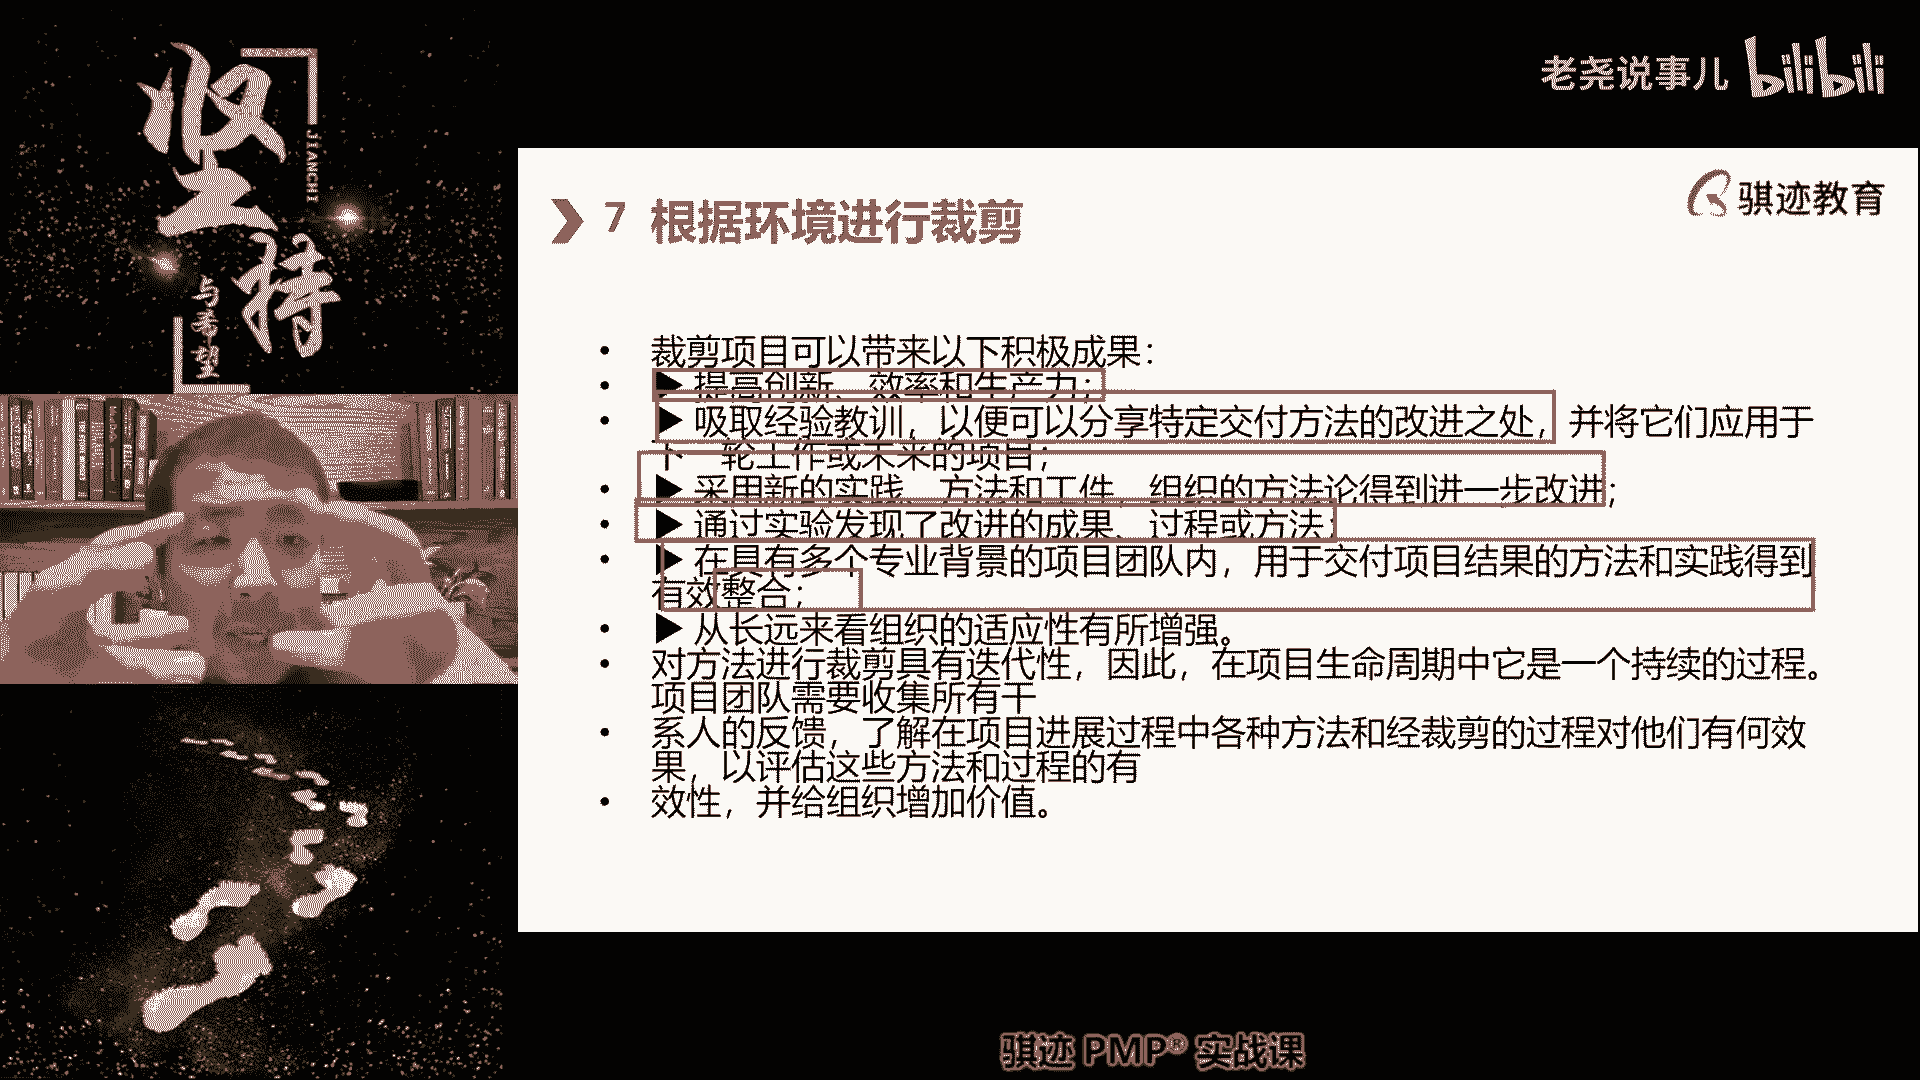 坚持
JIANCHI
与希望
老尧说事儿 bilibili
骐迹教育
7 根据环境进行裁剪
• 裁剪项目可以带来以下积极成果：
• ▶ 提高创新、效率和生产力；
• ▶ 吸取经验教训，以便可以分享特定交付方法的改进之处，并将它们应用于
下一轮工作或未来的项目；
• ▶ 采用新的实践、方法和工件，组织的方法论得到进一步改进；
• ▶ 通过实验发现了改进的成果、过程或方法；
• ▶ 在具有多个专业背景的项目团队内，用于交付项目结果的方法和实践得到
有效整合；
• ▶ 从长远来看组织的适应性有所增强。
• 对方法进行裁剪具有迭代性，因此，在项目生命周期中它是一个持续的过程。
项目团队需要收集所有干
• 系人的反馈，了解在项目进展过程中各种方法和经裁剪的过程对他们有何效
果，以评估这些方法和过程的有
• 效性，并给组织增加价值。
骐迹 PMP® 实战课